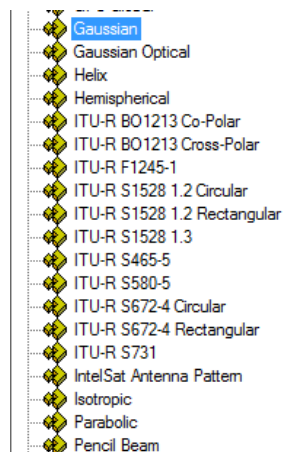 Gaussian
Gaussian Optical
Helix
Hemispherical
ITU-R BO1213 Co-Polar
ITU-R BO1213 Cross-Polar
ITU-R F1245-1
ITU-R S1528 1.2 Circular
ITU-R S1528 1.2 Rectangular
ITU-R S1528 1.3
ITU-R S465-5
ITU-R S580-5
ITU-R S672-4 Circular
ITU-R S672-4 Rectangular
ITU-R S731
IntelSat Antenna Pattern
Isotropic
Parabolic
Pencil Beam